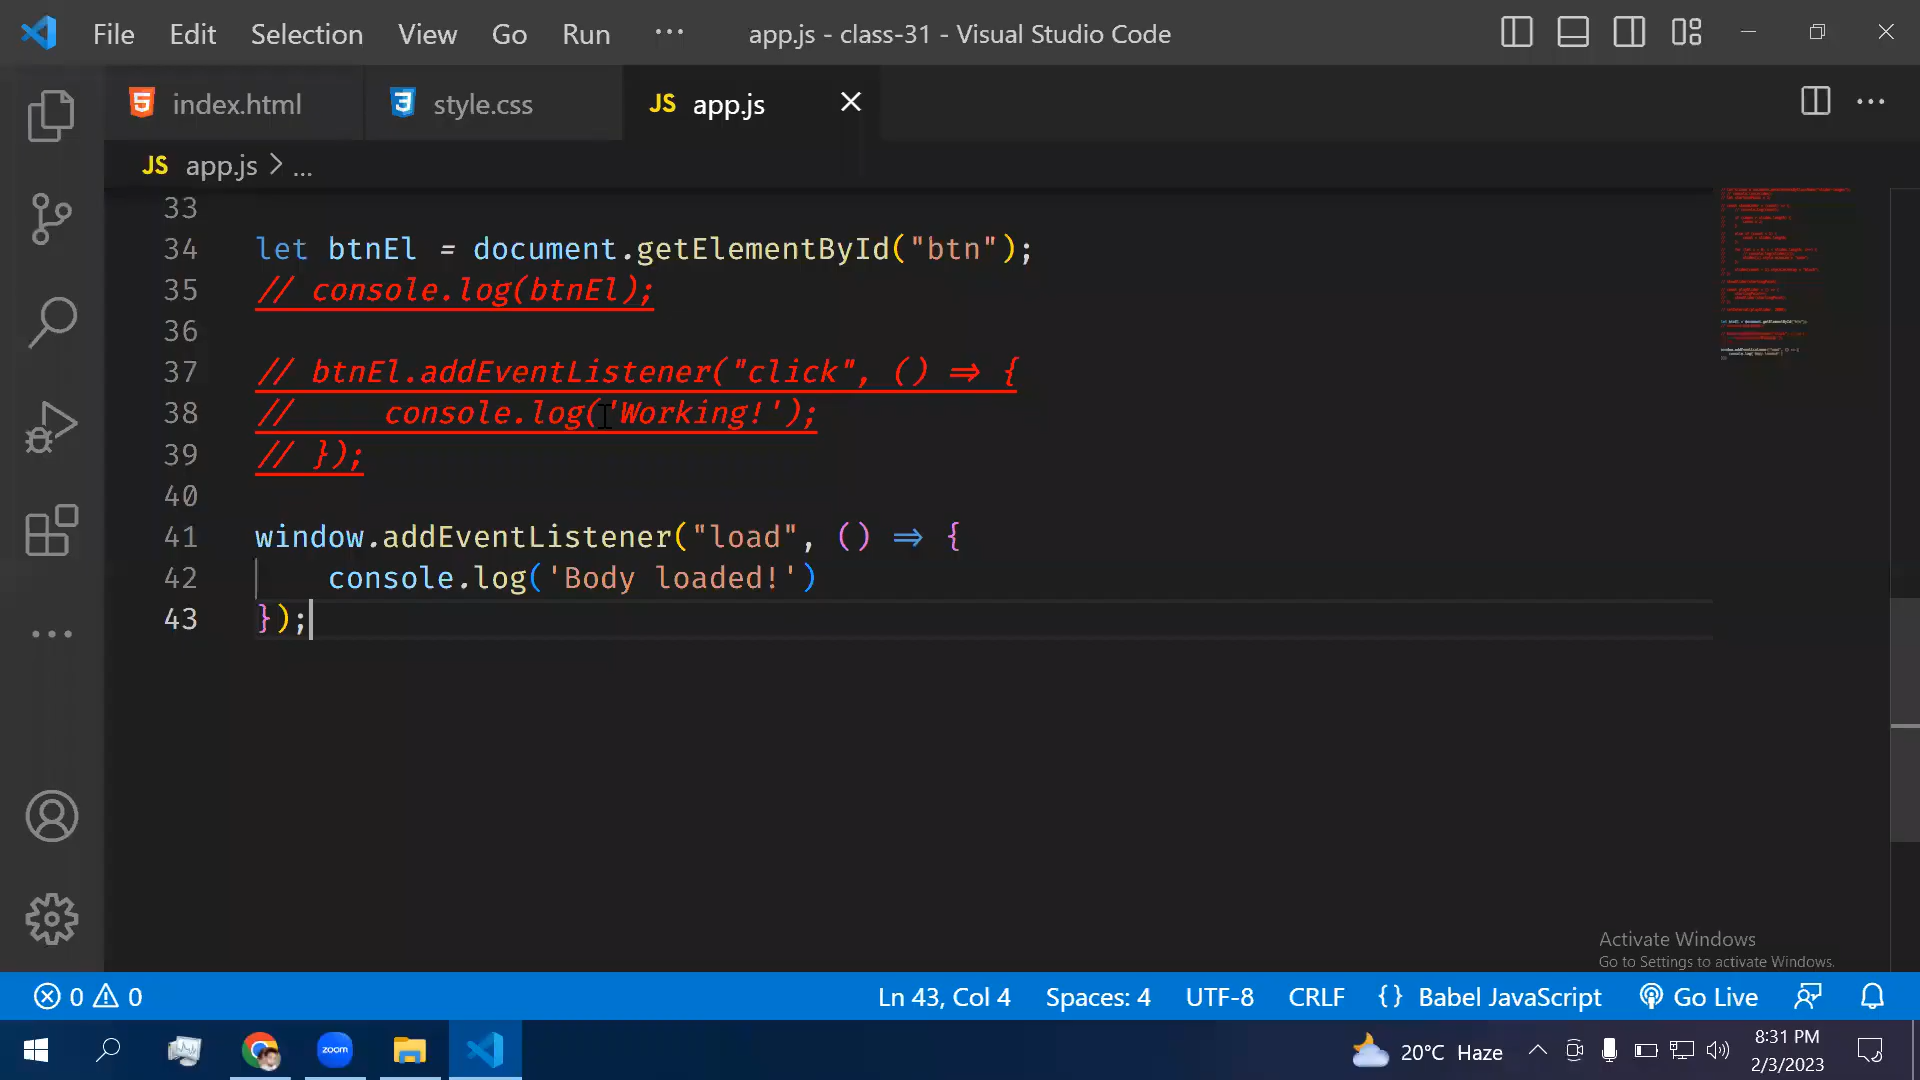 File Edit Selection View Go Run ··· app.js - class-31 - Visual Studio Code
index.html style.css JS app.js
JS app.js > ...
33
34 let btnEl = document.getElementById("btn");
35 // console.log(btnEl);
36
37 // btnEl.addEventListener("click", () => {
38 //     console.log('Working!');
39 // });
40
41 window.addEventListener("load", () => {
42     console.log('Body loaded!')
43 });
Activate Windows
Go to Settings to activate Windows.
0 0 Ln 43, Col 4 Spaces: 4 UTF-8 CRLF {} Babel JavaScript Go Live
zoom 20°C Haze 8:31 PM
2/3/2023